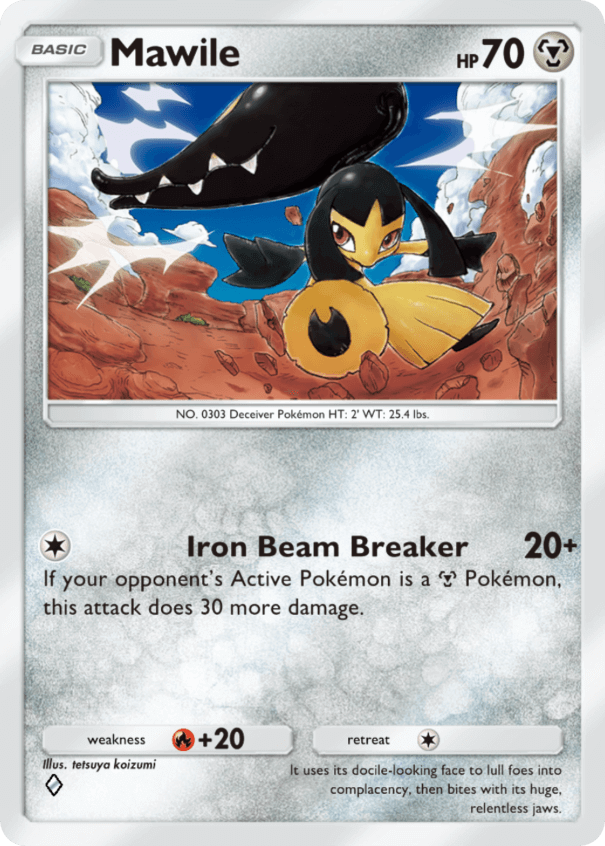 BASIC Mawile HP 70
NO. 0303 Deceiver Pokémon HT: 2' WT: 25.4 lbs.
Iron Beam Breaker 20+
If your opponent's Active Pokémon is a Pokémon,
this attack does 30 more damage.
weakness +20 retreat
Illus. tetsuya koizumi
It uses its docile-looking face to lull foes into
complacency, then bites with its huge,
relentless jaws.